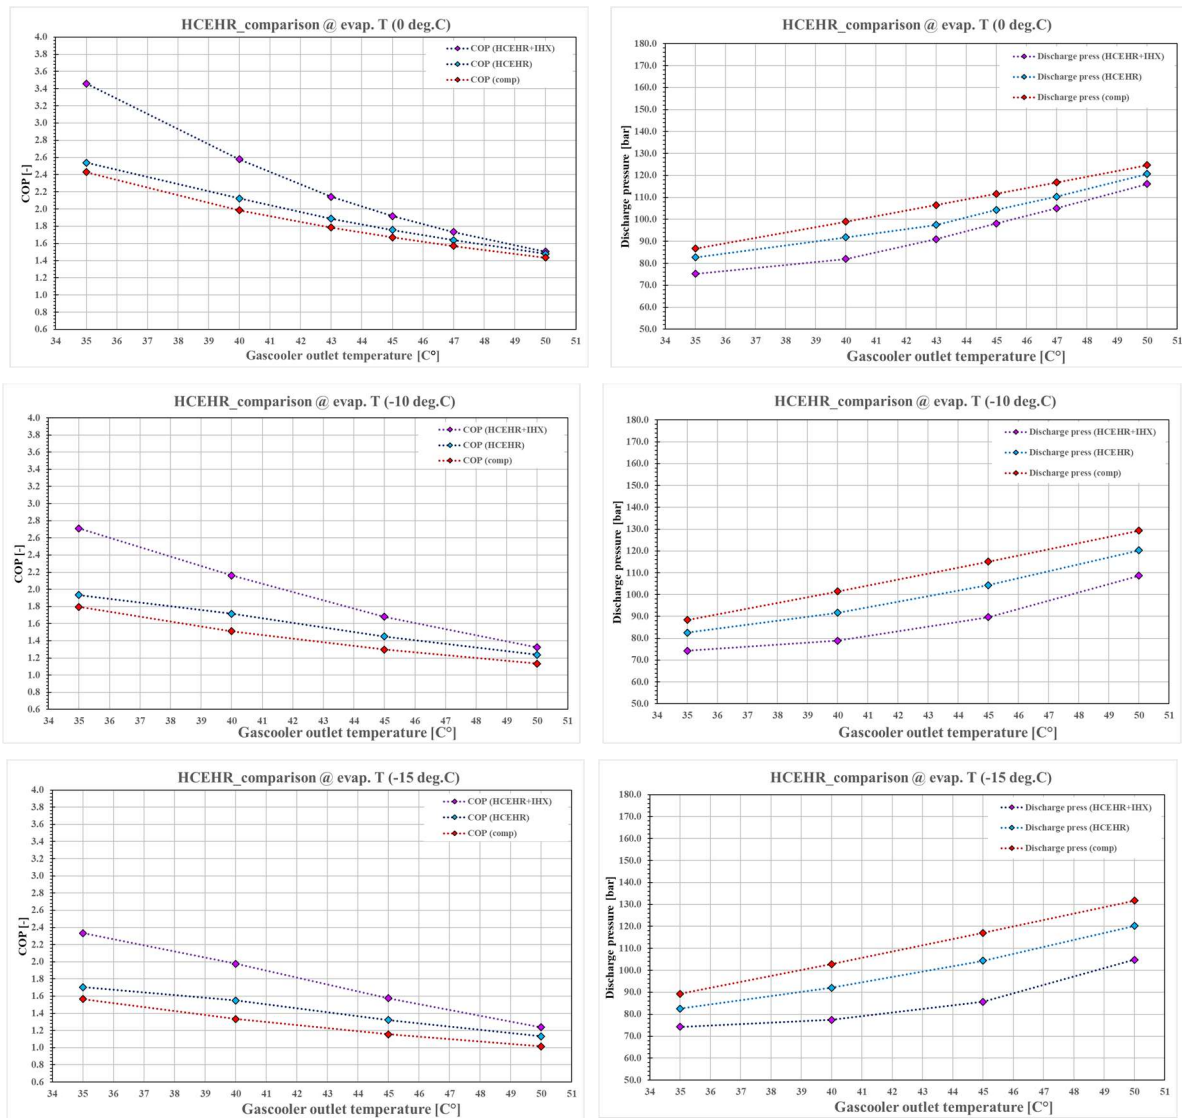 HCEHR_comparison @ evap. T (0 deg.C)
COP (HCEHR+IHX)
COP (HCEHR)
COP (comp)
COP [-]
4.0
3.8
3.6
3.4
3.2
3.0
2.8
2.6
2.4
2.2
2.0
1.8
1.6
1.4
1.2
1.0
0.8
0.6
34 35 36 37 38 39 40 41 42 43 44 45 46 47 48 49 50 51
Gascooler outlet temperature [C°]
HCEHR_comparison @ evap. T (0 deg.C)
Discharge press (HCEHR+IHX)
Discharge press (HCEHR)
Discharge press (comp)
Discharge pressure [bar]
180.0
170.0
160.0
150.0
140.0
130.0
120.0
110.0
100.0
90.0
80.0
70.0
60.0
50.0
34 35 36 37 38 39 40 41 42 43 44 45 46 47 48 49 50 51
Gascooler outlet temperature [C°]
HCEHR_comparison @ evap. T (-10 deg.C)
COP (HCEHR+IHX)
COP (HCEHR)
COP (comp)
COP [-]
4.0
3.8
3.6
3.4
3.2
3.0
2.8
2.6
2.4
2.2
2.0
1.8
1.6
1.4
1.2
1.0
0.8
0.6
34 35 36 37 38 39 40 41 42 43 44 45 46 47 48 49 50 51
Gascooler outlet temperature [C°]
HCEHR_comparison @ evap. T (-10 deg.C)
Discharge press (HCEHR+IHX)
Discharge press (HCEHR)
Discharge press (comp)
Discharge pressure [bar]
180.0
170.0
160.0
150.0
140.0
130.0
120.0
110.0
100.0
90.0
80.0
70.0
60.0
50.0
34 35 36 37 38 39 40 41 42 43 44 45 46 47 48 49 50 51
Gascooler outlet temperature [C°]
HCEHR_comparison @ evap. T (-15 deg.C)
COP (HCEHR+IHX)
COP (HCEHR)
COP (comp)
COP [-]
4.0
3.8
3.6
3.4
3.2
3.0
2.8
2.6
2.4
2.2
2.0
1.8
1.6
1.4
1.2
1.0
0.8
0.6
34 35 36 37 38 39 40 41 42 43 44 45 46 47 48 49 50 51
Gascooler outlet temperature [C°]
HCEHR_comparison @ evap. T (-15 deg.C)
Discharge press (HCEHR+IHX)
Discharge press (HCEHR)
Discharge press (comp)
Discharge pressure [bar]
180.0
170.0
160.0
150.0
140.0
130.0
120.0
110.0
100.0
90.0
80.0
70.0
60.0
50.0
34 35 36 37 38 39 40 41 42 43 44 45 46 47 48 49 50 51
Gascooler outlet temperature [C°]